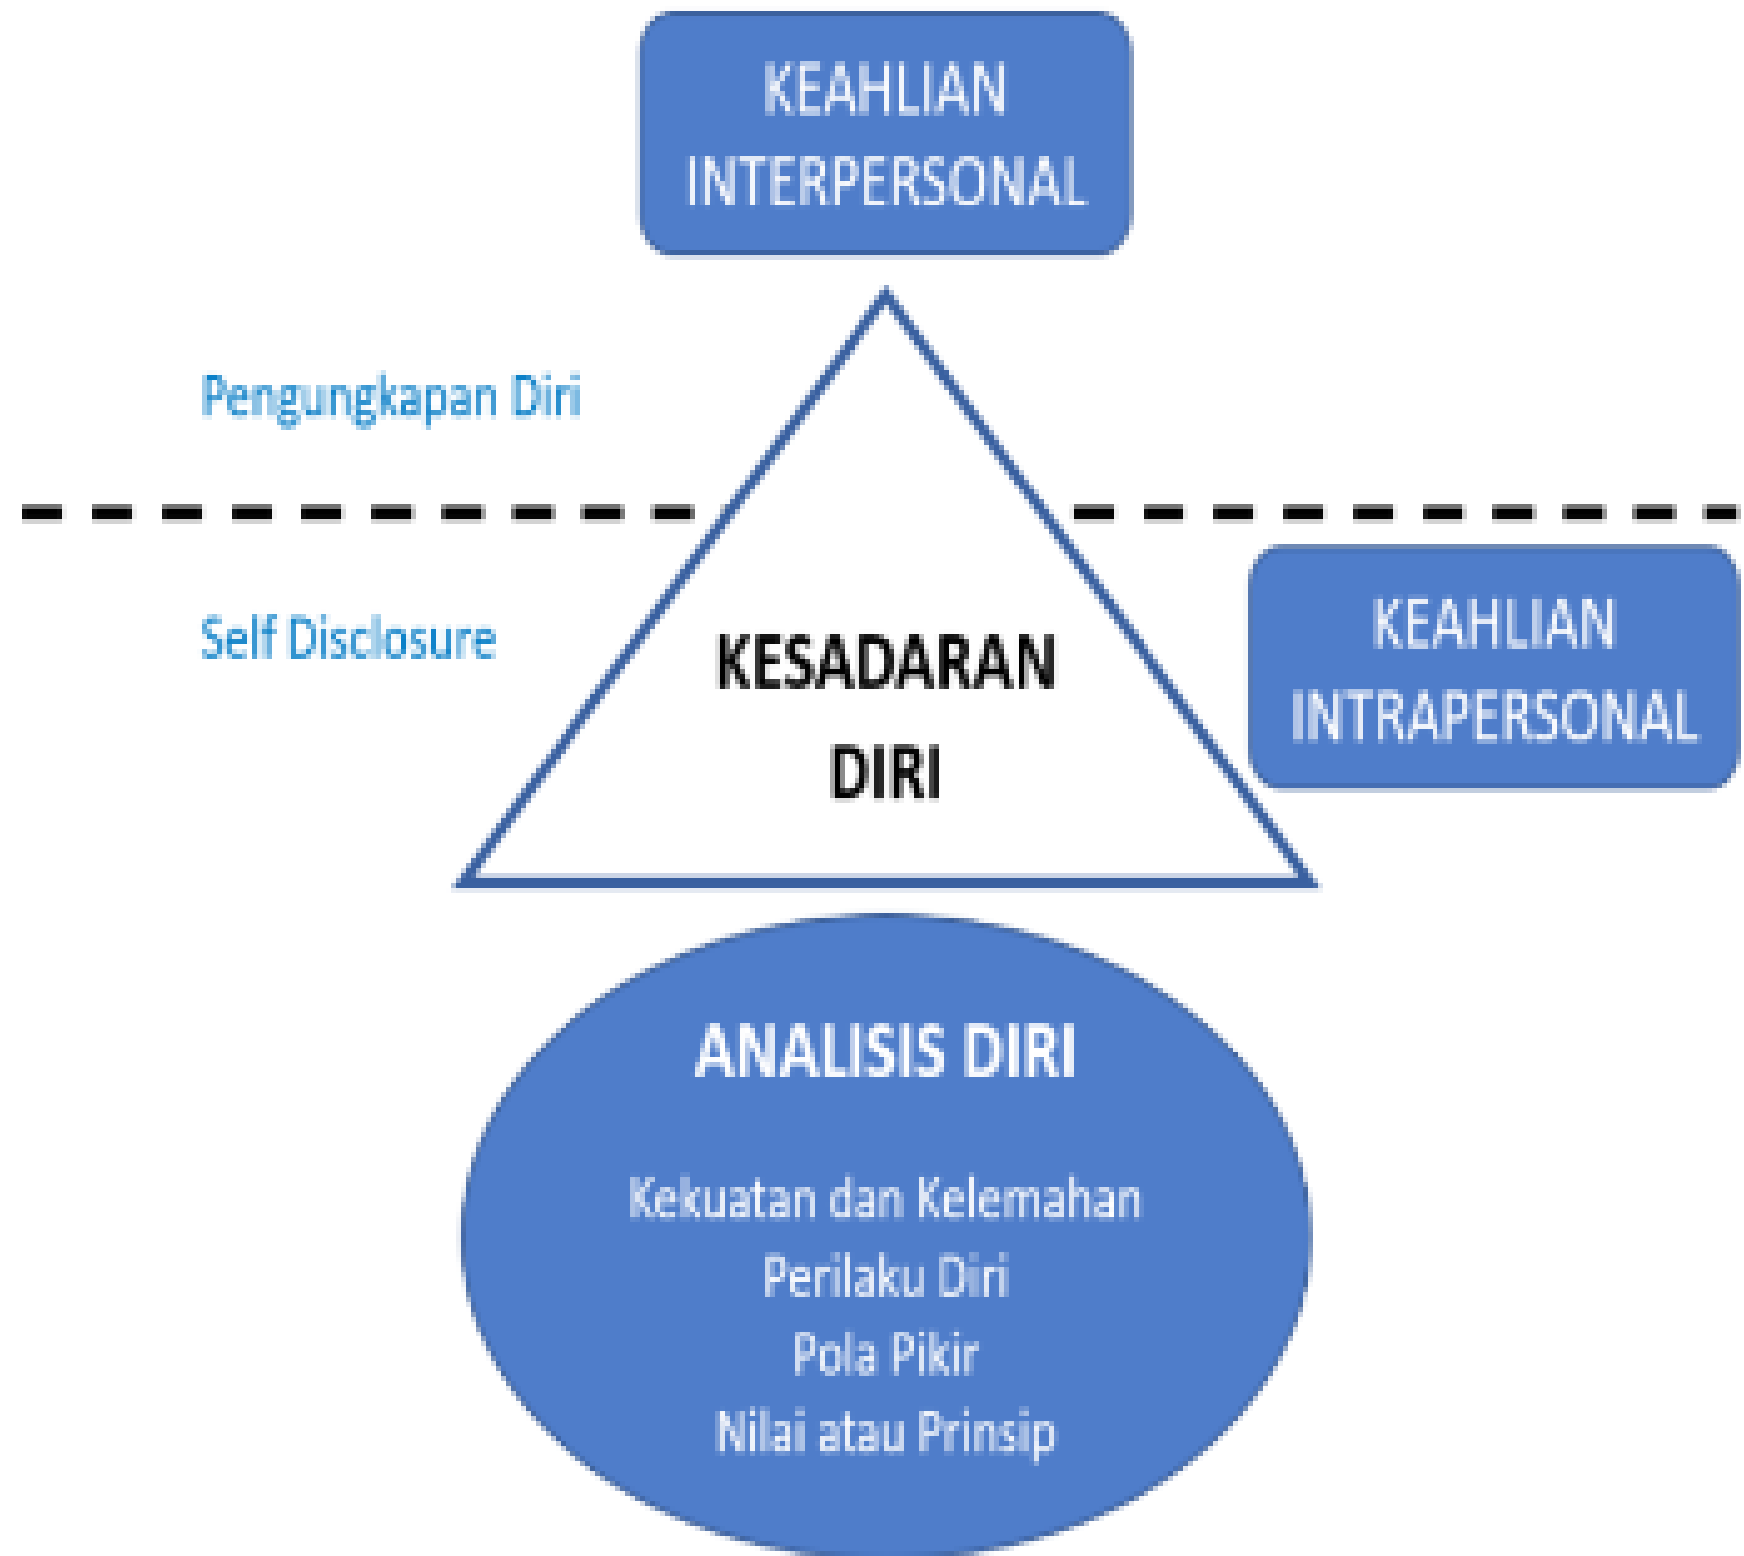 KEAHLIAN
INTERPERSONAL
Pengungkapan Diri
Self Disclosure
KESADARAN
DIRI
KEAHLIAN
INTRAPERSONAL
ANALISIS DIRI
Kekuatan dan Kelemahan
Perilaku Diri
Pola Pikir
Nilai atau Prinsip